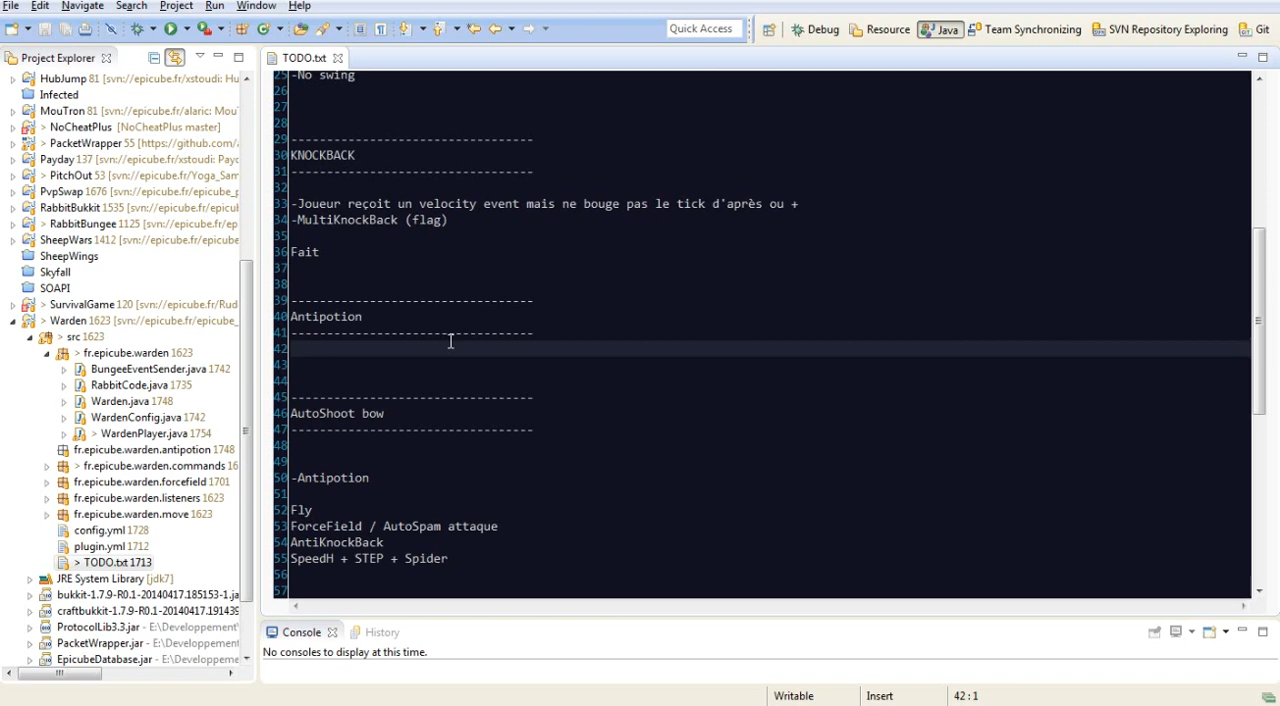 File Edit Navigate Search Project Run Window Help
Quick Access
Debug
Resource
Java
Team Synchronizing
SVN Repository Exploring
Git
Project Explorer
HubJump 81 [svn://epicube.fr/xstoudi: Hu
Infected
MouTron 81 [svn://epicube.fr/alaric: Mou
> NoCheatPlus [NoCheatPlus master]
> PacketWrapper 55 [https://github.com/
Payday 137 [svn://epicube.fr/xstoudi: Payd
> PitchOut 53 [svn://epicube.fr/Yoga_Sam
PvpSwap 1676 [svn://epicube.fr/epicube_p
RabbitBukkit 1535 [svn://epicube.fr/epicu
> RabbitBungee 1125 [svn://epicube.fr/ep
SheepWars 1412 [svn://epicube.fr/epicube
SheepWings
Skyfall
SOAPI
> SurvivalGame 120 [svn://epicube.fr/Rud
> Warden 1623 [svn://epicube.fr/epicube_
> src 1623
> fr.epicube.warden 1623
BungeeEventSender.java 1742
RabbitCode.java 1735
Warden.java 1748
WardenConfig.java 1742
> WardenPlayer.java 1754
fr.epicube.warden.antipotion 1748
> fr.epicube.warden.commands 16
fr.epicube.warden.forcefield 1701
fr.epicube.warden.listeners 1623
fr.epicube.warden.move 1623
config.yml 1728
plugin.yml 1712
> TODO.txt 1713
JRE System Library [jdk7]
bukkit-1.7.9-R0.1-20140417.185153-1.ja
craftbukkit-1.7.9-R0.1-20140417.191439
ProtocolLib3.3.jar - E:\Developpement'
PacketWrapper.jar - E:\Developpement
EpicubeDatabase.jar - E:\Developpeme
TODO.txt
25 -No swing
26
27
28
29 ----------------------------------
30 KNOCKBACK
31 ----------------------------------
32
33 -Joueur reçoit un velocity event mais ne bouge pas le tick d'après ou +
34 -MultiKnockBack (flag)
35
36 Fait
37
38
39 ----------------------------------
40 Antipotion
41 ----------------------------------
42
43
44
45 ----------------------------------
46 AutoShoot bow
47 ----------------------------------
48
49
50 -Antipotion
51
52 Fly
53 ForceField / AutoSpam attaque
54 AntiKnockBack
55 SpeedH + STEP + Spider
56
57
Console
History
No consoles to display at this time.
Writable
Insert
42 : 1